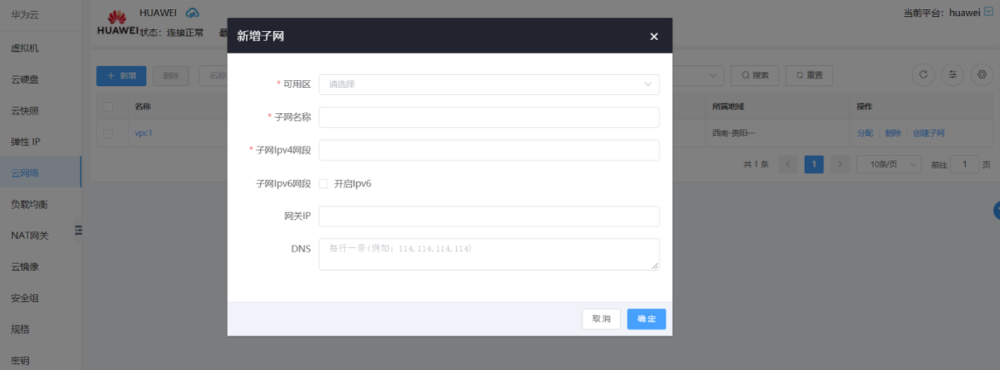 华为云
HUAWEI
当前平台：huawei
HUAWEI 状态：连接正常 最
新增子网
虚拟机
云硬盘
云快照
弹性 IP
云网络
负载均衡
NAT网关
云镜像
安全组
规格
密钥
+ 新增 删除 名称 搜索 重置
名称 所属地域 操作
vpc1 西南-贵阳一 分配 删除 创建子网
共 1 条 1 10条/页 前往 1 页
* 可用区 请选择
* 子网名称
* 子网Ipv4网段
子网Ipv6网段 开启Ipv6
网关IP
DNS 每行一条(例如：114.114.114.114)
取消 确定